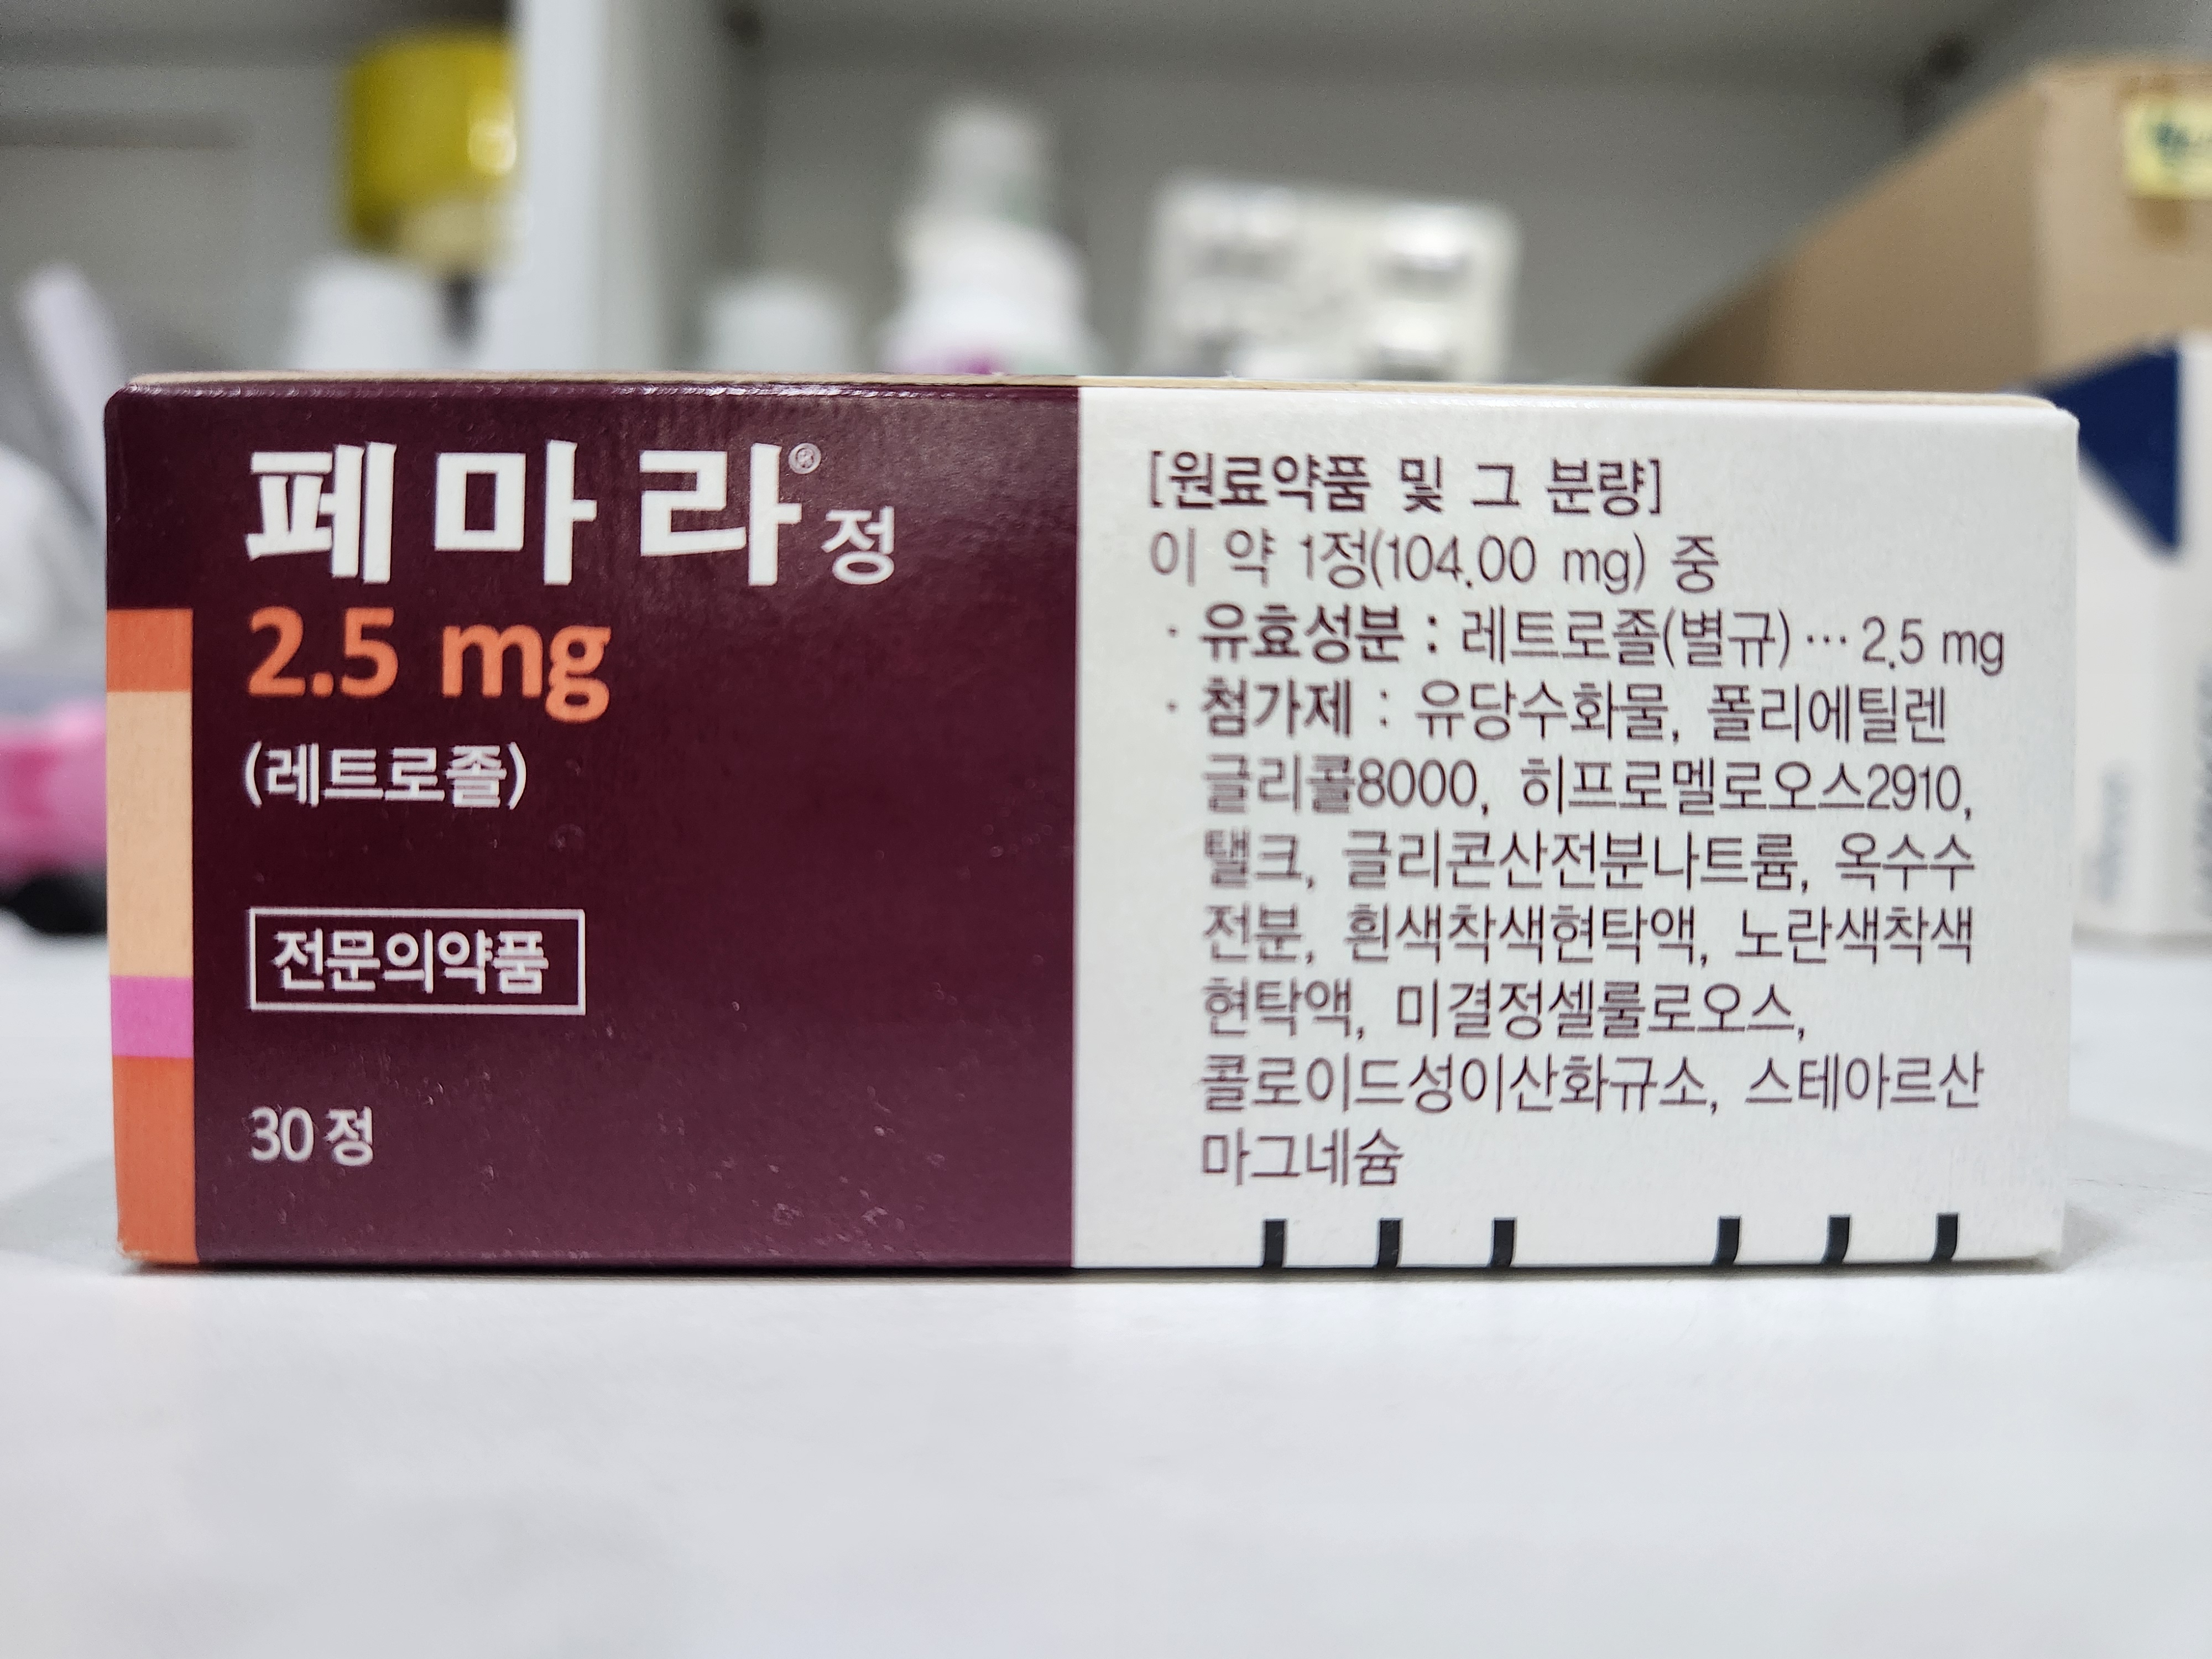 페마라® 정
2.5 mg
(레트로졸)
전문의약품
30정
[원료약품 및 그 분량]
이 약 1정(104.00 mg) 중
· 유효성분 : 레트로졸(별규) ··· 2.5 mg
· 첨가제 : 유당수화물, 폴리에틸렌
글리콜8000, 히프로멜로오스2910,
탤크, 글리콘산전분나트륨, 옥수수
전분, 흰색착색현탁액, 노란색착색
현탁액, 미결정셀룰로오스,
콜로이드성이산화규소, 스테아르산
마그네슘